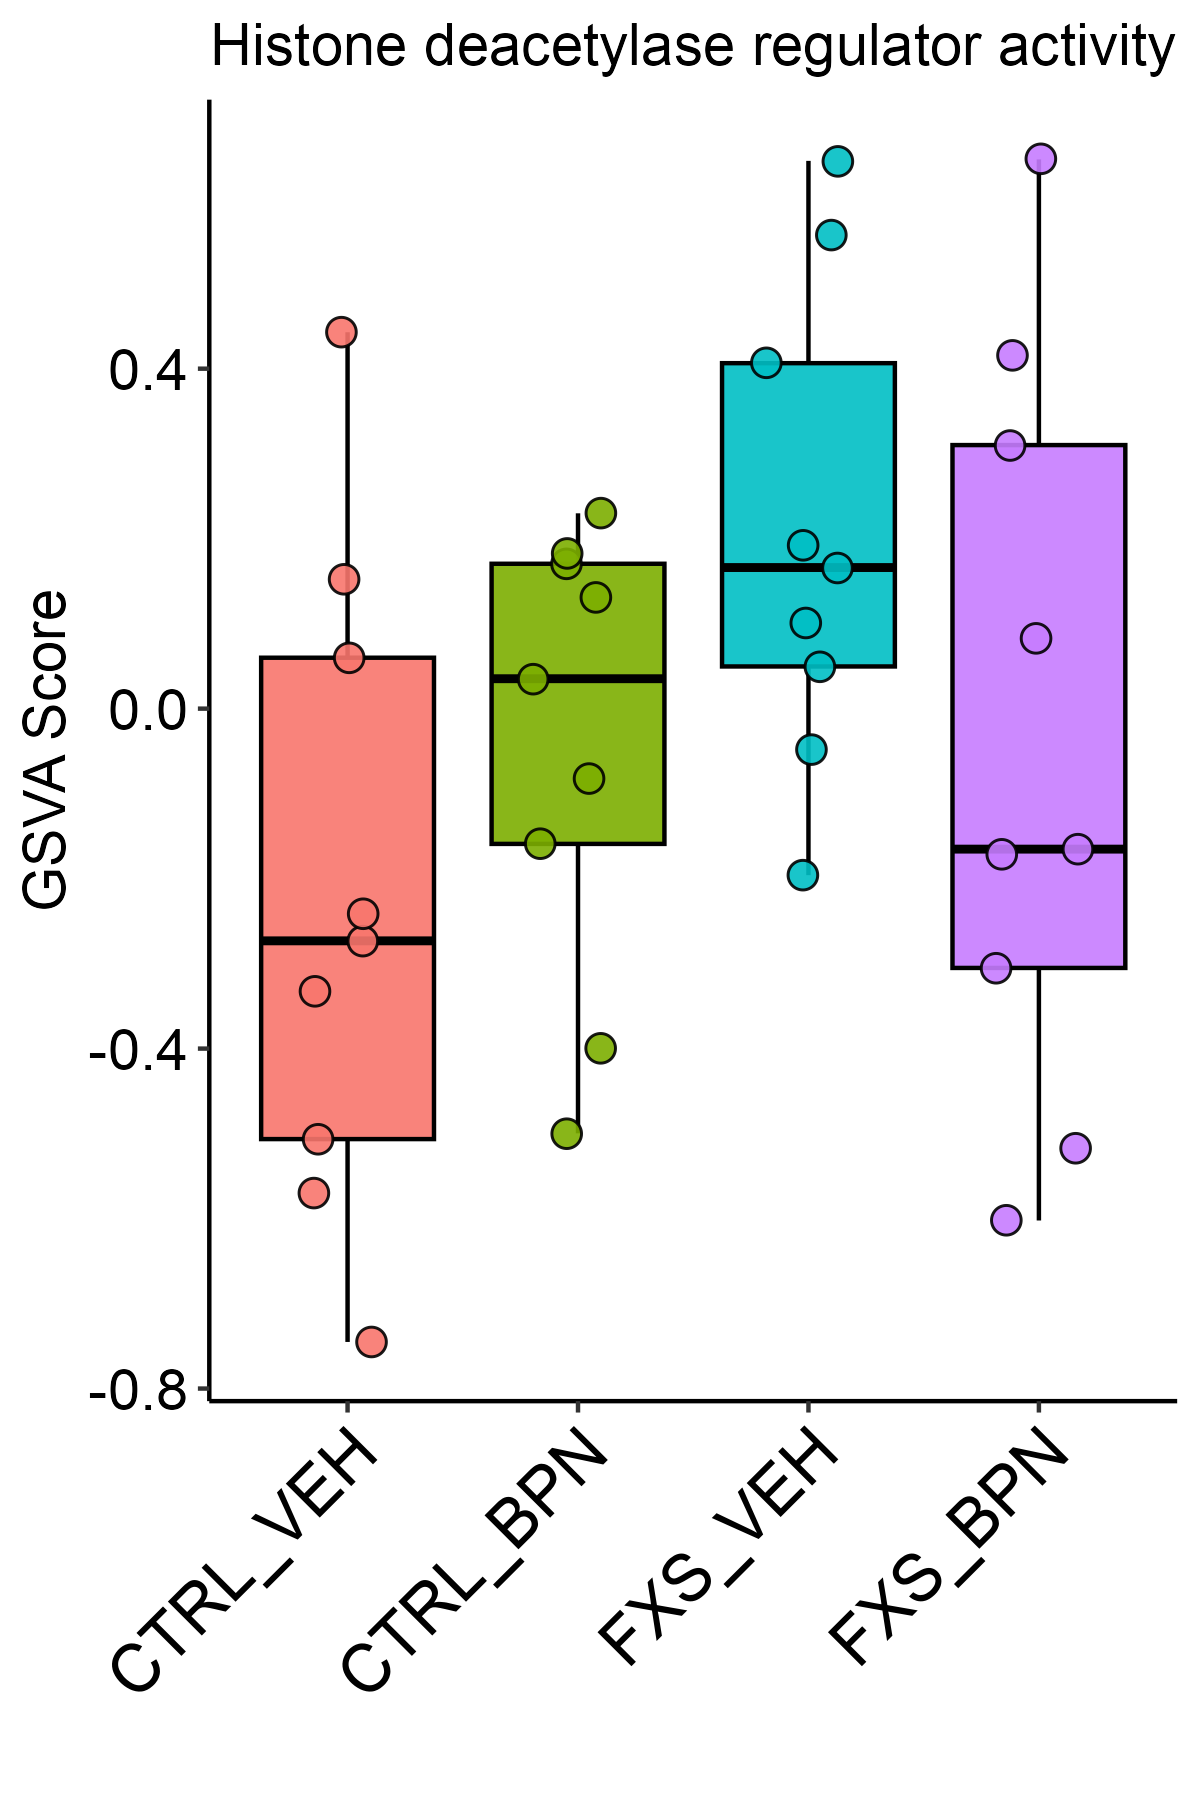 Histone deacetylase regulator activity
GSVA Score
0.4
0.0
-0.4
-0.8
CTRL_VEH
CTRL_BPN
FXS_VEH
FXS_BPN